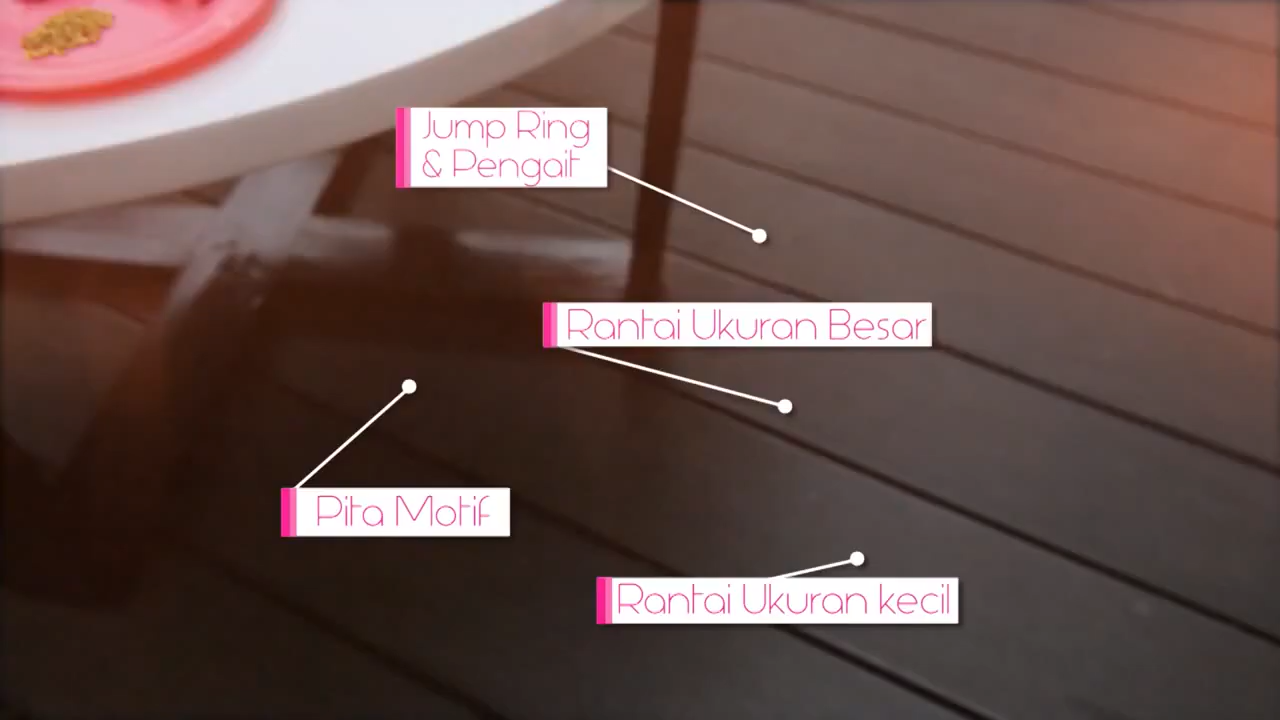 Jump Ring
& Pengait
Rantai Ukuran Besar
Pita Motif
Rantai Ukuran kecil